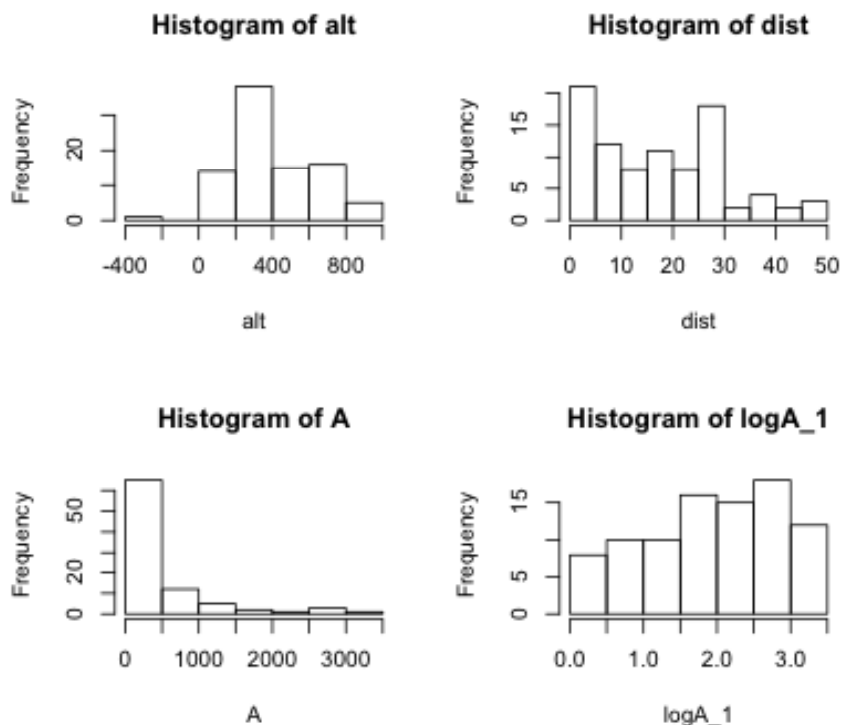 Histogram of alt
Frequency
0
20
-400 0 400 800
alt
Histogram of dist
Frequency
0 5 15
0 10 20 30 40 50
dist
Histogram of A
Frequency
0 20 50
0 1000 2000 3000
A
Histogram of logA_1
Frequency
0 5 15
0.0 1.0 2.0 3.0
logA_1